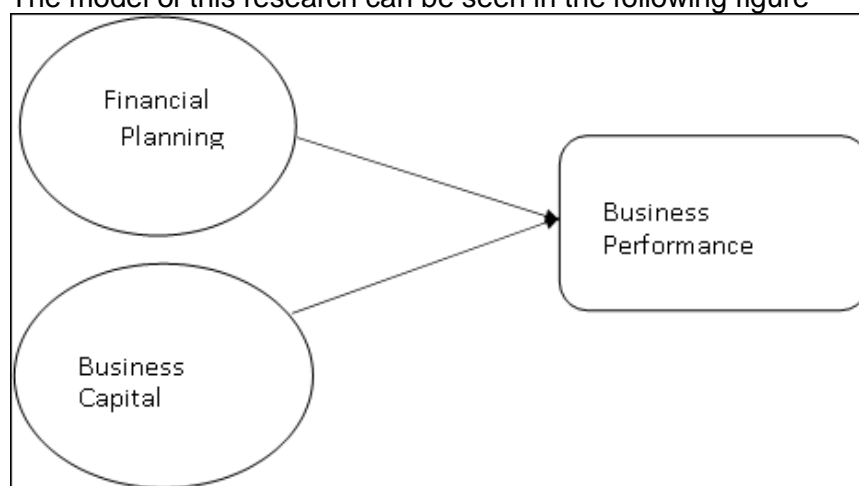 The model of this research can be seen in the following figure
Financial
Planning
Business
Performance
Business
Capital